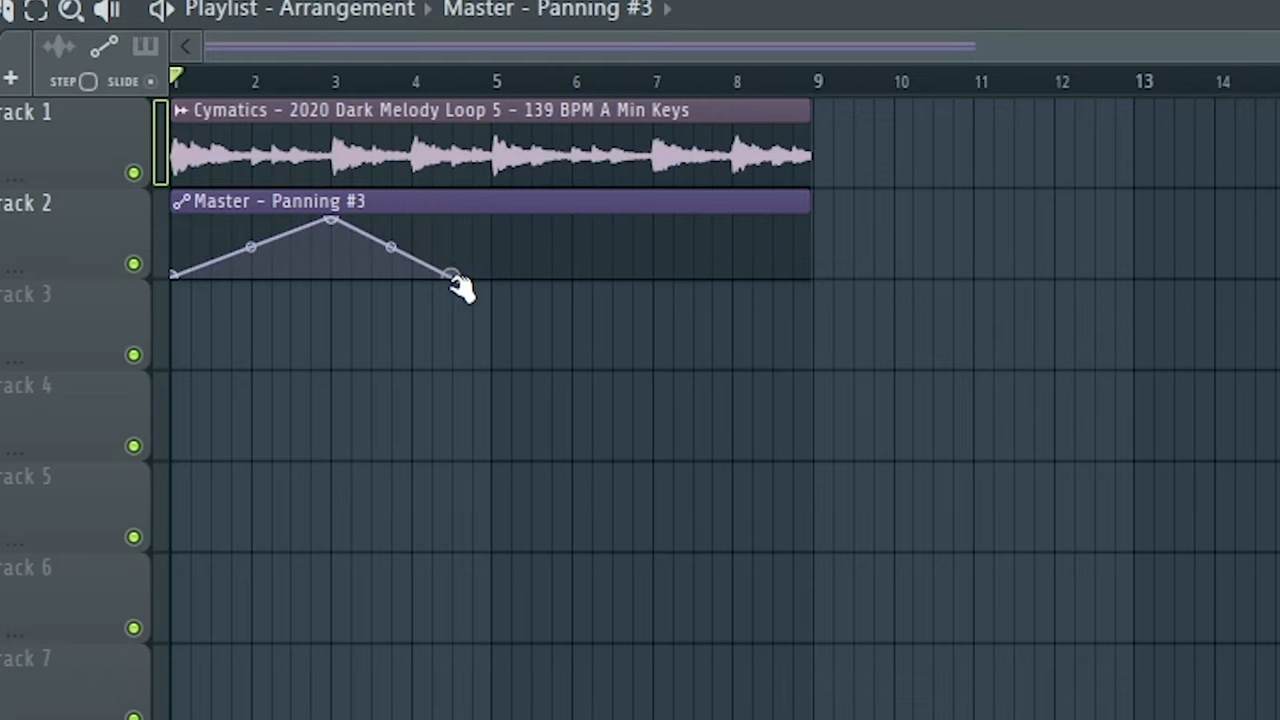 Playlist - Arrangement ▸ Master - Panning #3 ▸
STEP SLIDE
1 2 3 4 5 6 7 8 9 10 11 12 13 14
rack 1
Cymatics - 2020 Dark Melody Loop 5 - 139 BPM A Min Keys
...
rack 2
Master - Panning #3
...
rack 3
...
rack 4
...
rack 5
...
rack 6
...
rack 7